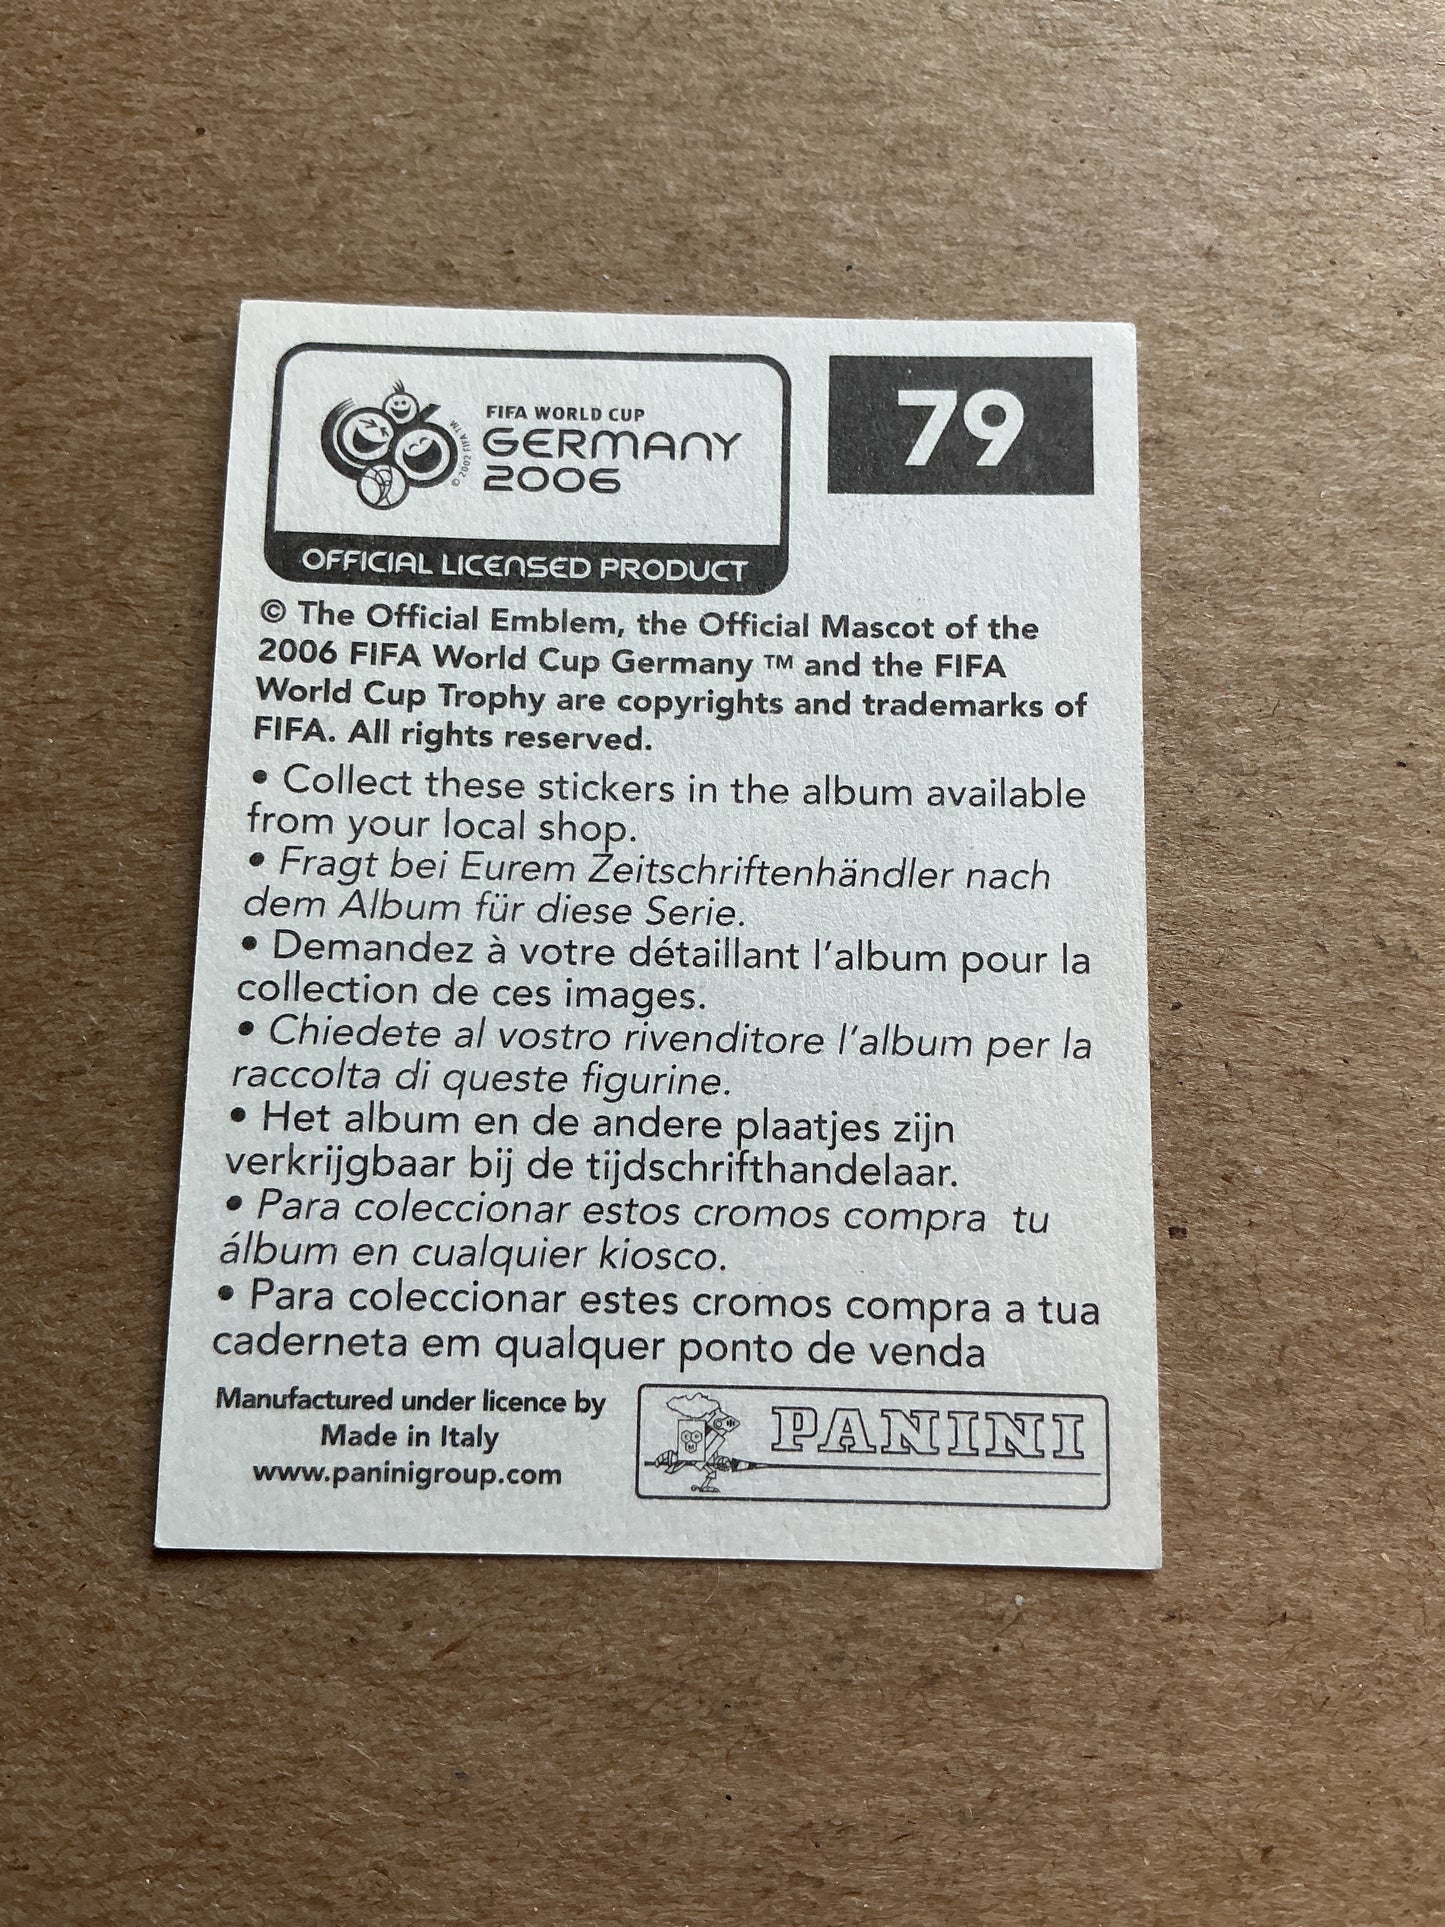 FIFA WORLD CUP
GERMANY
2006
© 2002 FIFA TM
OFFICIAL LICENSED PRODUCT
79
© The Official Emblem, the Official Mascot of the
2006 FIFA World Cup Germany ™ and the FIFA
World Cup Trophy are copyrights and trademarks of
FIFA. All rights reserved.
• Collect these stickers in the album available
from your local shop.
• Fragt bei Eurem Zeitschriftenhändler nach
dem Album für diese Serie.
• Demandez à votre détaillant l'album pour la
collection de ces images.
• Chiedete al vostro rivenditore l'album per la
raccolta di queste figurine.
• Het album en de andere plaatjes zijn
verkrijgbaar bij de tijdschrifthandelaar.
• Para coleccionar estos cromos compra tu
álbum en cualquier kiosco.
• Para coleccionar estes cromos compra a tua
caderneta em qualquer ponto de venda
Manufactured under licence by
Made in Italy
www.paninigroup.com
PANINI